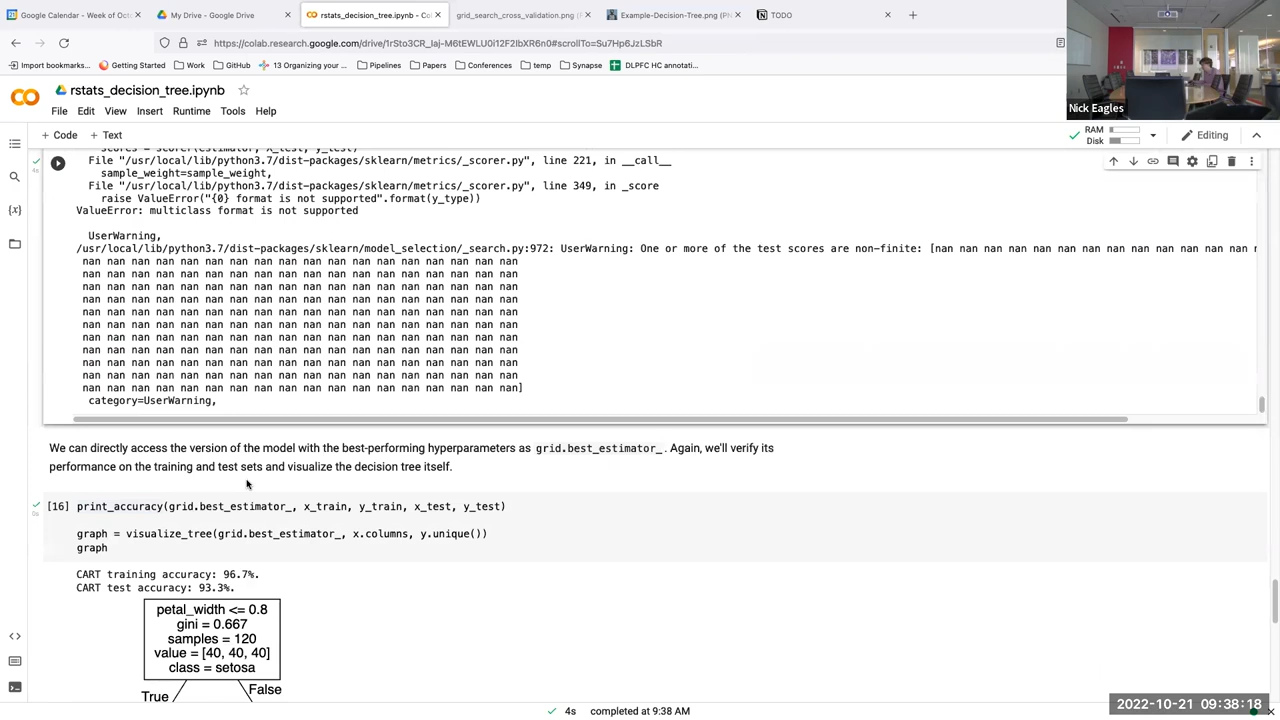 Google Calendar - Week of Octo
My Drive - Google Drive
rstats_decision_tree.ipynb - Co
grid_search_cross_validation.png (P
Example-Decision-Tree.png (PN
TODO
https://colab.research.google.com/drive/1rSto3CR_Iaj-M6tEWLU0i12F2IbXR6n0#scrollTo=Su7Hp6JzLSbR
Import bookmarks...
Getting Started
Work
GitHub
13 Organizing your ...
Pipelines
Papers
Conferences
temp
Synapse
DLPFC HC annotati...
Nick Eagles
rstats_decision_tree.ipynb
File Edit View Insert Runtime Tools Help
+ Code + Text
RAM
Disk
Editing
scores = scorer(estimator, X_test, y_test)
File "/usr/local/lib/python3.7/dist-packages/sklearn/metrics/_scorer.py", line 221, in __call__
sample_weight=sample_weight,
File "/usr/local/lib/python3.7/dist-packages/sklearn/metrics/_scorer.py", line 349, in _score
raise ValueError("{0} format is not supported".format(y_type))
ValueError: multiclass format is not supported
UserWarning,
/usr/local/lib/python3.7/dist-packages/sklearn/model_selection/_search.py:972: UserWarning: One or more of the test scores are non-finite: [nan nan nan nan nan nan nan nan nan nan nan nan nan n
nan nan nan nan nan nan nan nan nan nan nan nan nan nan nan nan nan nan
nan nan nan nan nan nan nan nan nan nan nan nan nan nan nan nan nan nan
nan nan nan nan nan nan nan nan nan nan nan nan nan nan nan nan nan nan
nan nan nan nan nan nan nan nan nan nan nan nan nan nan nan nan nan nan
nan nan nan nan nan nan nan nan nan nan nan nan nan nan nan nan nan nan
nan nan nan nan nan nan nan nan nan nan nan nan nan nan nan nan nan nan
nan nan nan nan nan nan nan nan nan nan nan nan nan nan nan nan nan nan
nan nan nan nan nan nan nan nan nan nan nan nan nan nan nan nan nan nan
nan nan nan nan nan nan nan nan nan nan nan nan nan nan nan nan nan nan
nan nan nan nan nan nan nan nan nan nan nan nan nan nan nan nan nan nan
nan nan nan nan nan nan nan nan nan nan nan nan nan nan nan nan nan nan]
category=UserWarning,
We can directly access the version of the model with the best-performing hyperparameters as grid.best_estimator_. Again, we'll verify its
performance on the training and test sets and visualize the decision tree itself.
[16] print_accuracy(grid.best_estimator_, x_train, y_train, x_test, y_test)
graph = visualize_tree(grid.best_estimator_, x.columns, y.unique())
graph
CART training accuracy: 96.7%.
CART test accuracy: 93.3%.
petal_width <= 0.8
gini = 0.667
samples = 120
value = [40, 40, 40]
class = setosa
True
False
4s completed at 9:38 AM
2022-10-21 09:38:18